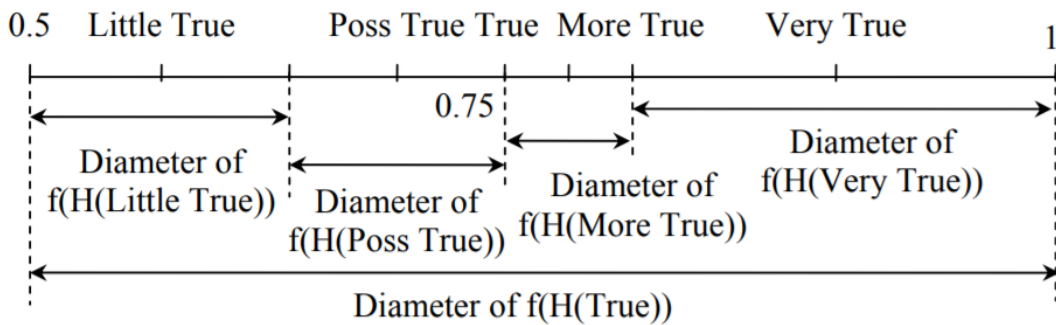 0.5 Little True Poss True True More True Very True 1
0.75
Diameter of
f(H(Little True))
Diameter of
f(H(Poss True))
Diameter of
f(H(More True))
Diameter of
f(H(Very True))
Diameter of f(H(True))